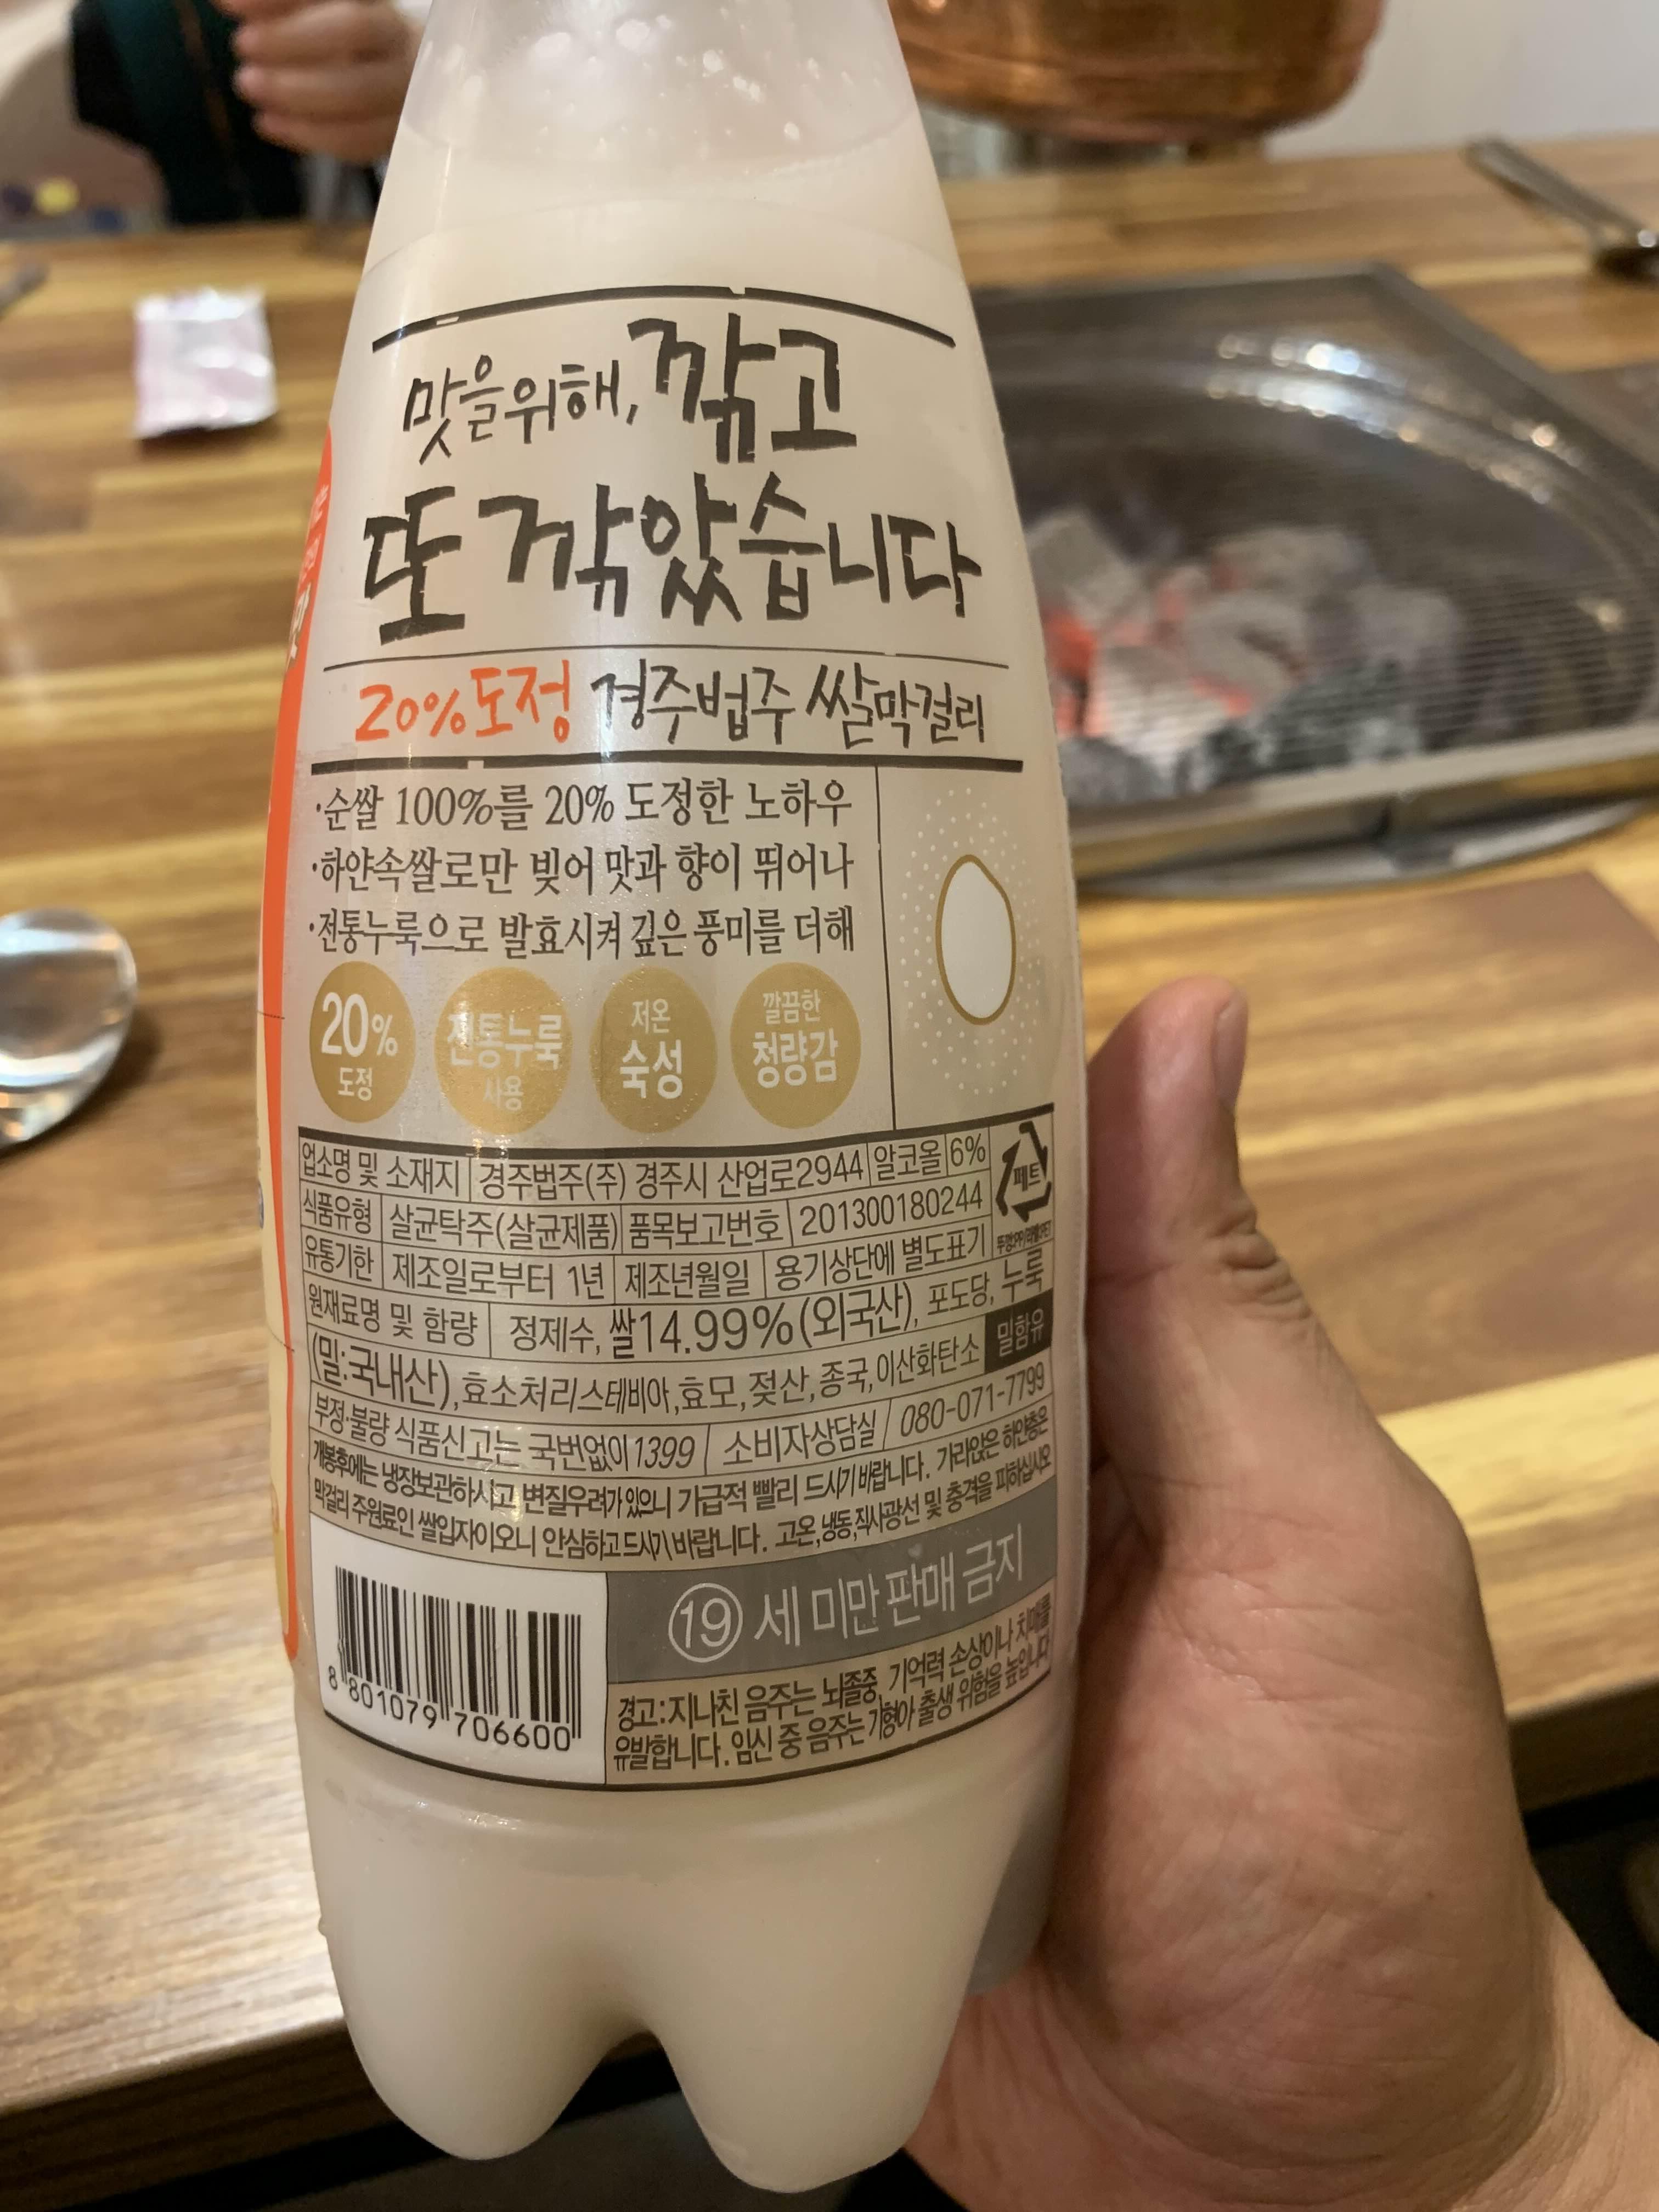 맛을위해, 깎고
또 깎았습니다
20%도정 경주법주 쌀막걸리
·순쌀 100%를 20% 도정한 노하우
·하얀속쌀로만 빚어 맛과 향이 뛰어나
·전통누룩으로 발효시켜 깊은 풍미를 더해
20%
도정
전통누룩
사용
저온
숙성
깔끔한
청량감
업소명 및 소재지 경주법주(주) 경주시 산업로2944 알코올 6%
페트
식품유형 살균탁주(살균제품) 품목보고번호 201300180244
유통기한 제조일로부터 1년 제조년월일 용기상단에 별도표기
원재료명 및 함량 정제수, 쌀14.99%(외국산), 포도당, 누룩
(밀:국내산), 효소처리스테비아, 효모, 젖산, 종국, 이산화탄소 밀함유
부정·불량 식품신고는 국번없이 1399 소비자상담실 080-071-7799
개봉후에는 냉장보관하시고 변질우려가있으니 가급적 빨리 드시기바랍니다. 가라앉은 하얀층은
막걸리 주원료인 쌀입자이오니 안심하고드시기바랍니다. 고온,냉동,직사광선 및 충격을 피하십시오
19세 미만 판매 금지
경고: 지나친 음주는 뇌졸중, 기억력 손상이나 치매를
유발합니다. 임신 중 음주는 기형아 출생 위험을 높입니다
8 801079 706600